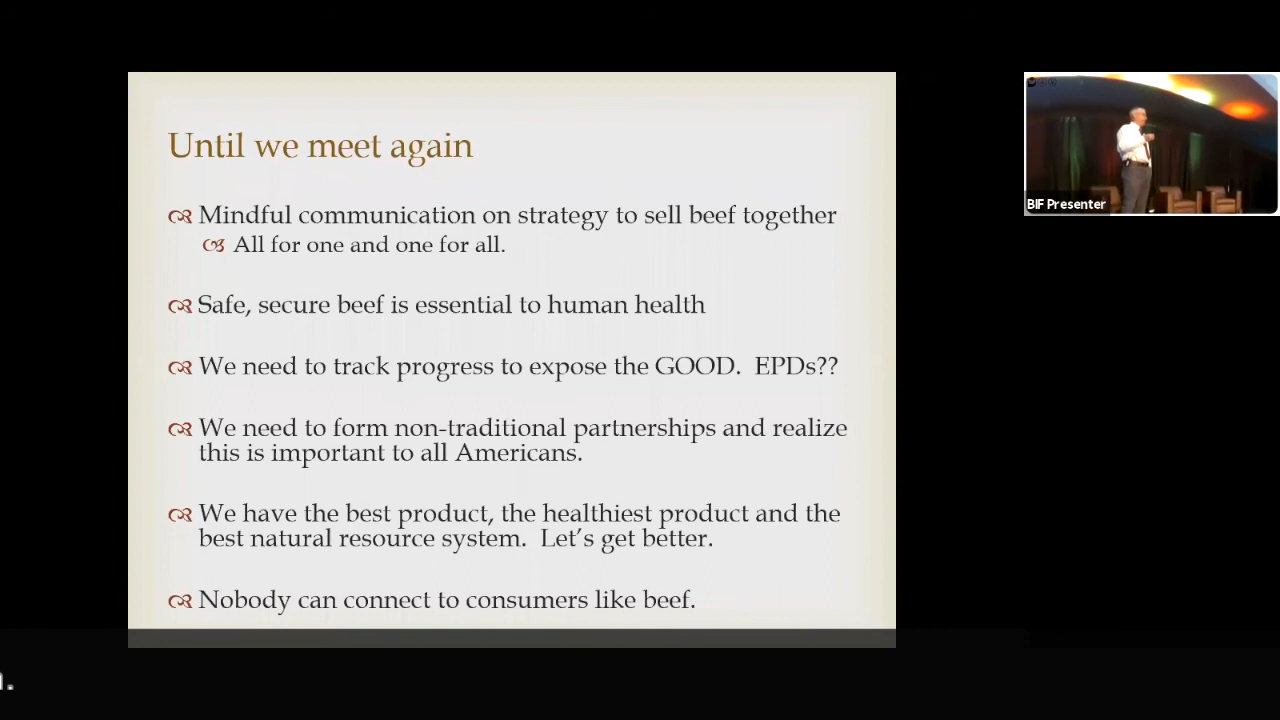 Until we meet again
Mindful communication on strategy to sell beef together
All for one and one for all.
Safe, secure beef is essential to human health
We need to track progress to expose the GOOD.  EPDs??
We need to form non-traditional partnerships and realize
this is important to all Americans.
We have the best product, the healthiest product and the
best natural resource system.  Let’s get better.
Nobody can connect to consumers like beef.
BIF Presenter